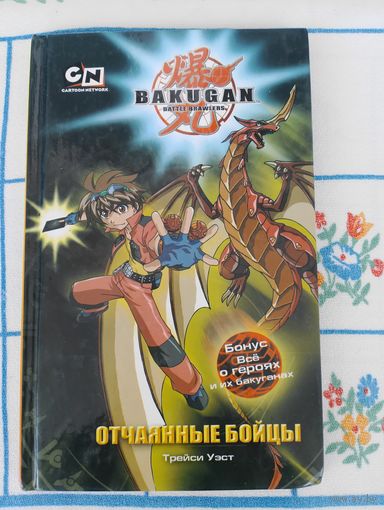 CN
CARTOON NETWORK
爆
丸
BAKUGAN
BATTLE BRAWLERS
Бонус
Всё
о героях
и их бакуганах
ОТЧАЯННЫЕ БОЙЦЫ
Трейси Уэст